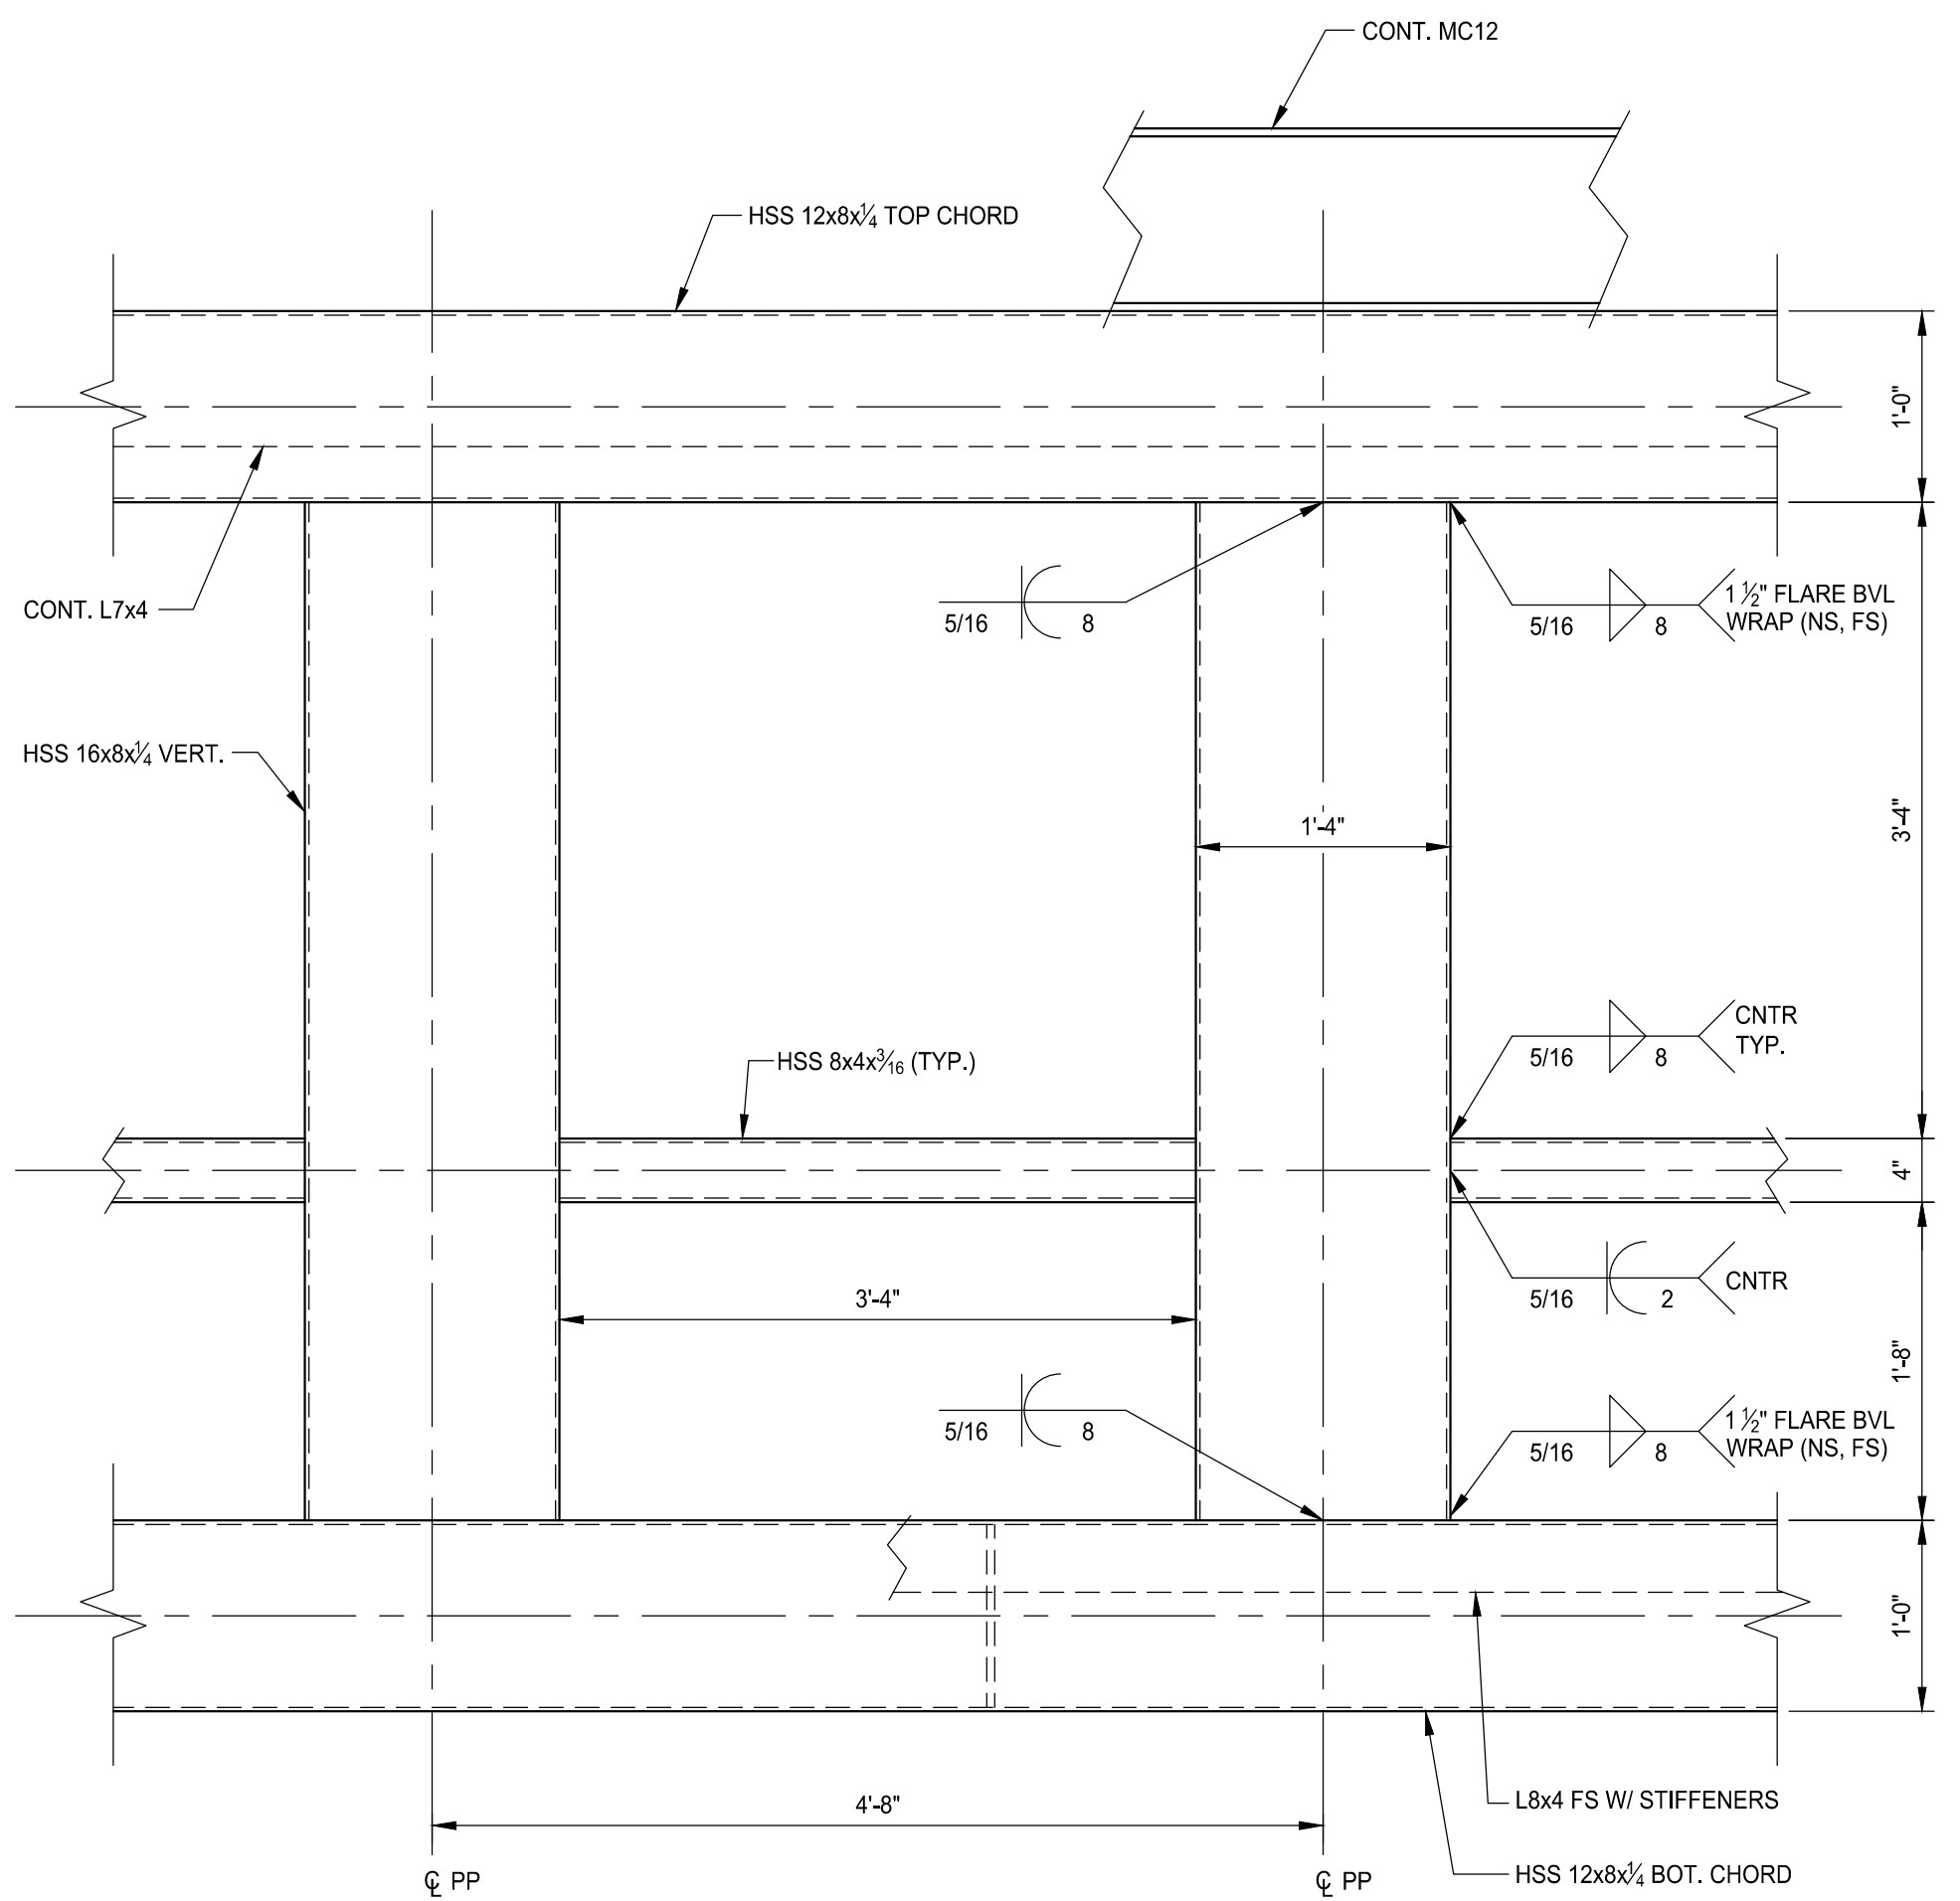 CONT. MC12
HSS 12x8x1/4 TOP CHORD
1'-0"
CONT. L7x4
5/16 8
5/16 8
1 1/2" FLARE BVL
WRAP (NS, FS)
HSS 16x8x1/4 VERT.
1'-4"
3'-4"
HSS 8x4x3/16 (TYP.)
5/16 8
CNTR
TYP.
4"
5/16 2
CNTR
3'-4"
1'-8"
5/16 8
5/16 8
1 1/2" FLARE BVL
WRAP (NS, FS)
1'-0"
4'-8"
L8x4 FS W/ STIFFENERS
HSS 12x8x1/4 BOT. CHORD
℄ PP
℄ PP